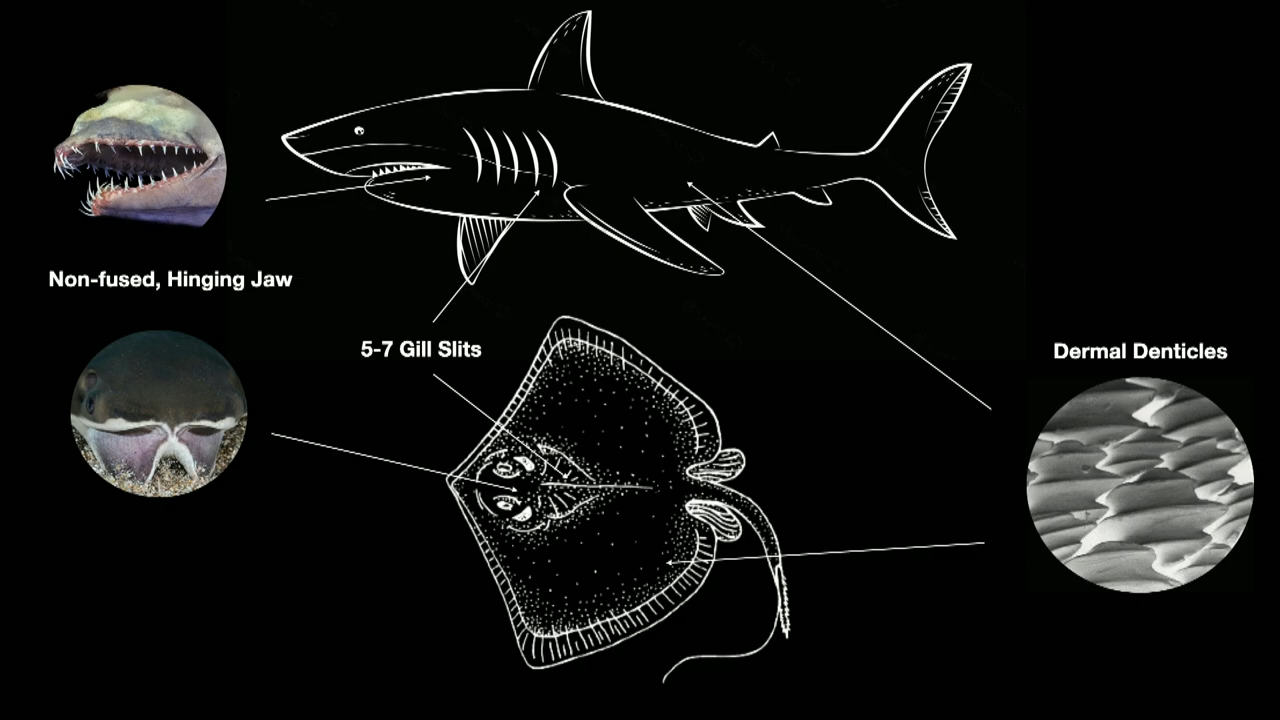 Non-fused, Hinging Jaw
5-7 Gill Slits
Dermal Denticles